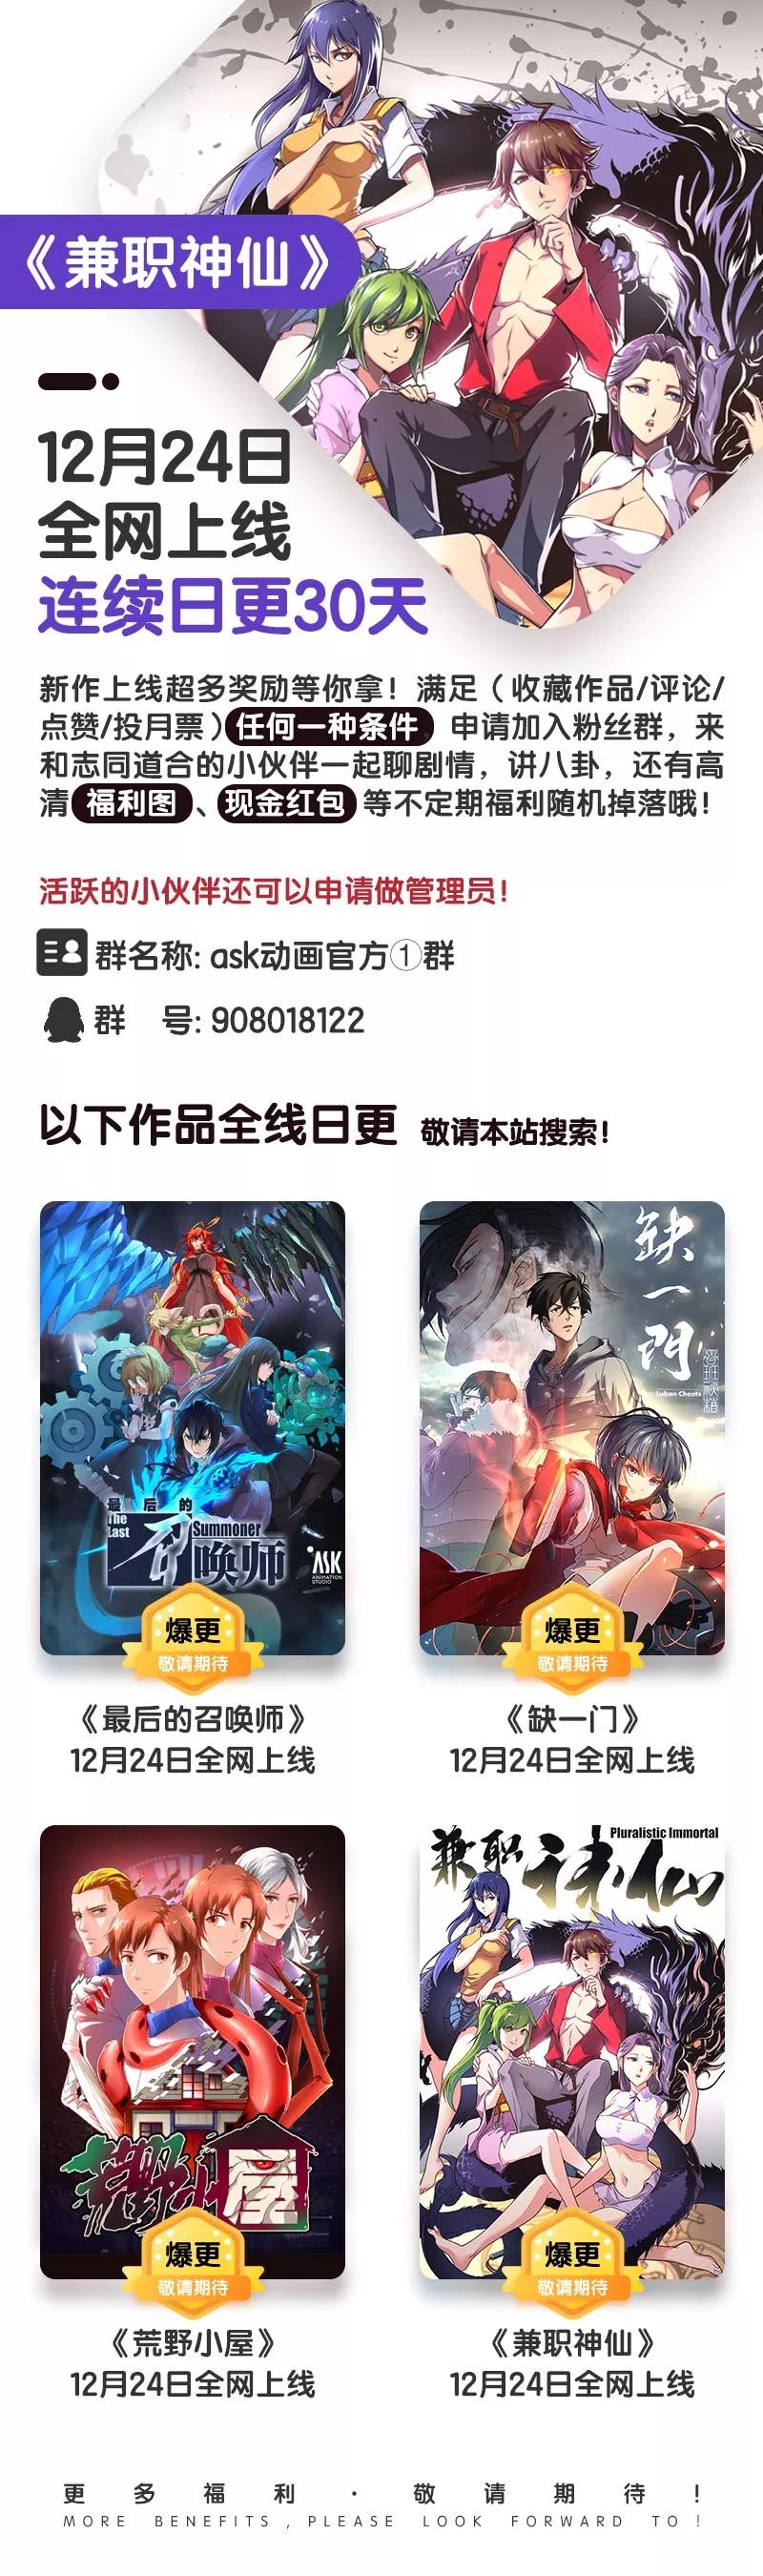 《兼职神仙》
12月24日
全网上线
连续日更30天
新作上线超多奖励等你拿！满足（收藏作品/评论/
点赞/投月票）任何一种条件，申请加入粉丝群，来
和志同道合的小伙伴一起聊剧情，讲八卦，还有高
清福利图、现金红包等不定期福利随机掉落哦！
活跃的小伙伴还可以申请做管理员！
群名称: ask动画官方①群
群 号: 908018122
以下作品全线日更 敬请本站搜索！
最后的
The Last
Summoner
召唤师
ASK
ANIMATION
STUDIO
爆更
敬请期待
《最后的召唤师》
12月24日全网上线
缺一門
Luban Cheats
爆更
敬请期待
《缺一门》
12月24日全网上线
荒野小屋
爆更
敬请期待
《荒野小屋》
12月24日全网上线
Pluralistic Immortal
兼职神仙
爆更
敬请期待
《兼职神仙》
12月24日全网上线
更多福利·敬请期待！
MORE BENEFITS , PLEASE LOOK FORWARD TO !